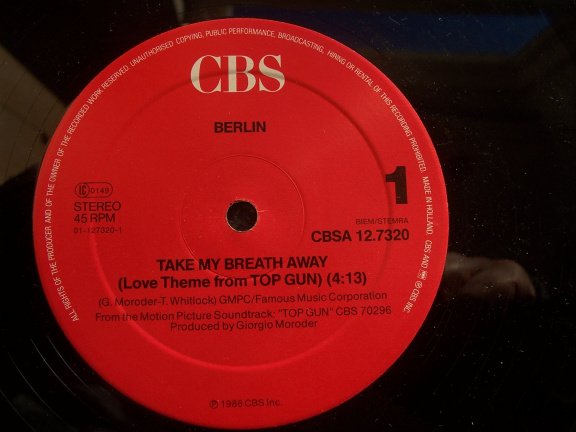 ALL RIGHTS OF THE PRODUCER AND OF THE OWNER OF THE RECORDED WORK RESERVED. UNAUTHORISED COPYING, PUBLIC PERFORMANCE, BROADCASTING, HIRING OR RENTAL OF THIS RECORDING PROHIBITED. MADE IN HOLLAND. CBS AND ℗ CBS INC.
CBS
BERLIN
LC 0149
STEREO
45 RPM
01-127320-1
1
BIEM/STEMRA
CBSA 12.7320
TAKE MY BREATH AWAY
(Love Theme from TOP GUN) (4:13)
(G. Moroder-T. Whitlock) GMPC/Famous Music Corporation
From the Motion Picture Soundtrack: "TOP GUN" CBS 70296
Produced by Giorgio Moroder
℗ 1986 CBS Inc.